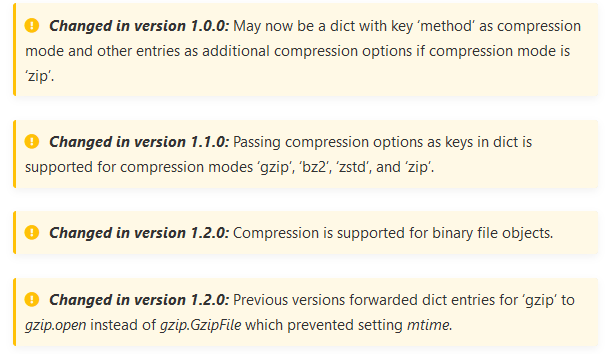 Changed in version 1.0.0: May now be a dict with key ‘method’ as compression
mode and other entries as additional compression options if compression mode is
‘zip’.
Changed in version 1.1.0: Passing compression options as keys in dict is
supported for compression modes ‘gzip’, ‘bz2’, ‘zstd’, and ‘zip’.
Changed in version 1.2.0: Compression is supported for binary file objects.
Changed in version 1.2.0: Previous versions forwarded dict entries for ‘gzip’ to
gzip.open instead of gzip.GzipFile which prevented setting mtime.